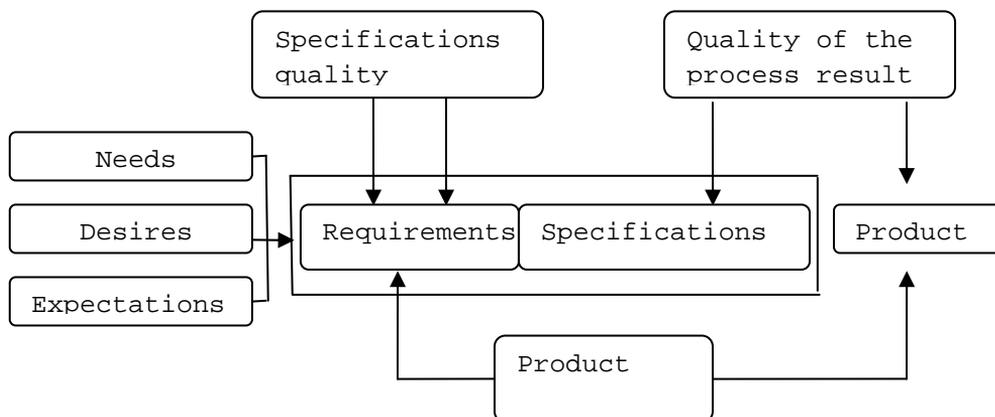 Specifications
quality
Quality of the
process result
Needs
Desires
Expectations
Requirements
Specifications
Product
Product